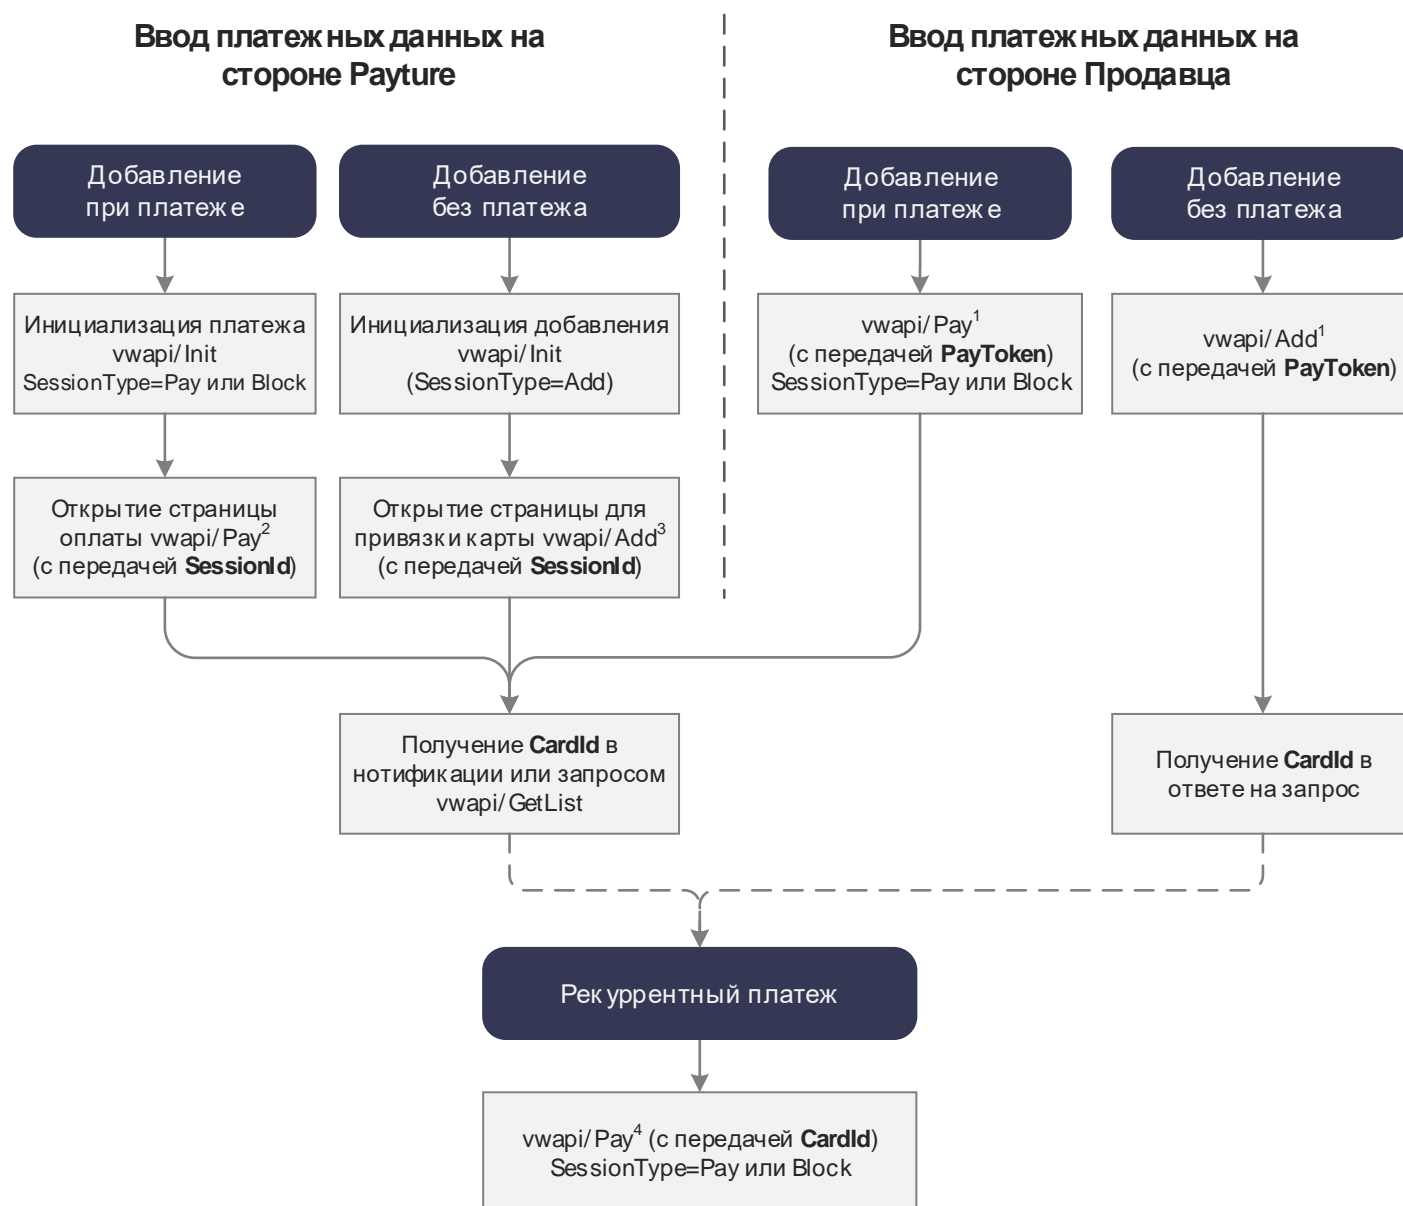 Ввод платежных данных на
стороне Payture
Ввод платежных данных на
стороне Продавца
Добавление
при платеже
Добавление
без платежа
Добавление
при платеже
Добавление
без платежа
Инициализация платежа
vwapi/Init
SessionType=Pay или Block
Инициализация добавления
vwapi/Init
(SessionType=Add)
vwapi/Pay¹
(с передачей PayToken)
SessionType=Pay или Block
vwapi/Add¹
(с передачей PayToken)
Открытие страницы
оплаты vwapi/Pay²
(с передачей SessionId)
Открытие страницы для
привязки карты vwapi/Add³
(с передачей SessionId)
Получение CardId в
нотификации или запросом
vwapi/GetList
Получение CardId в
ответе на запрос
Рекуррентный платеж
vwapi/Pay⁴ (с передачей CardId)
SessionType=Pay или Block